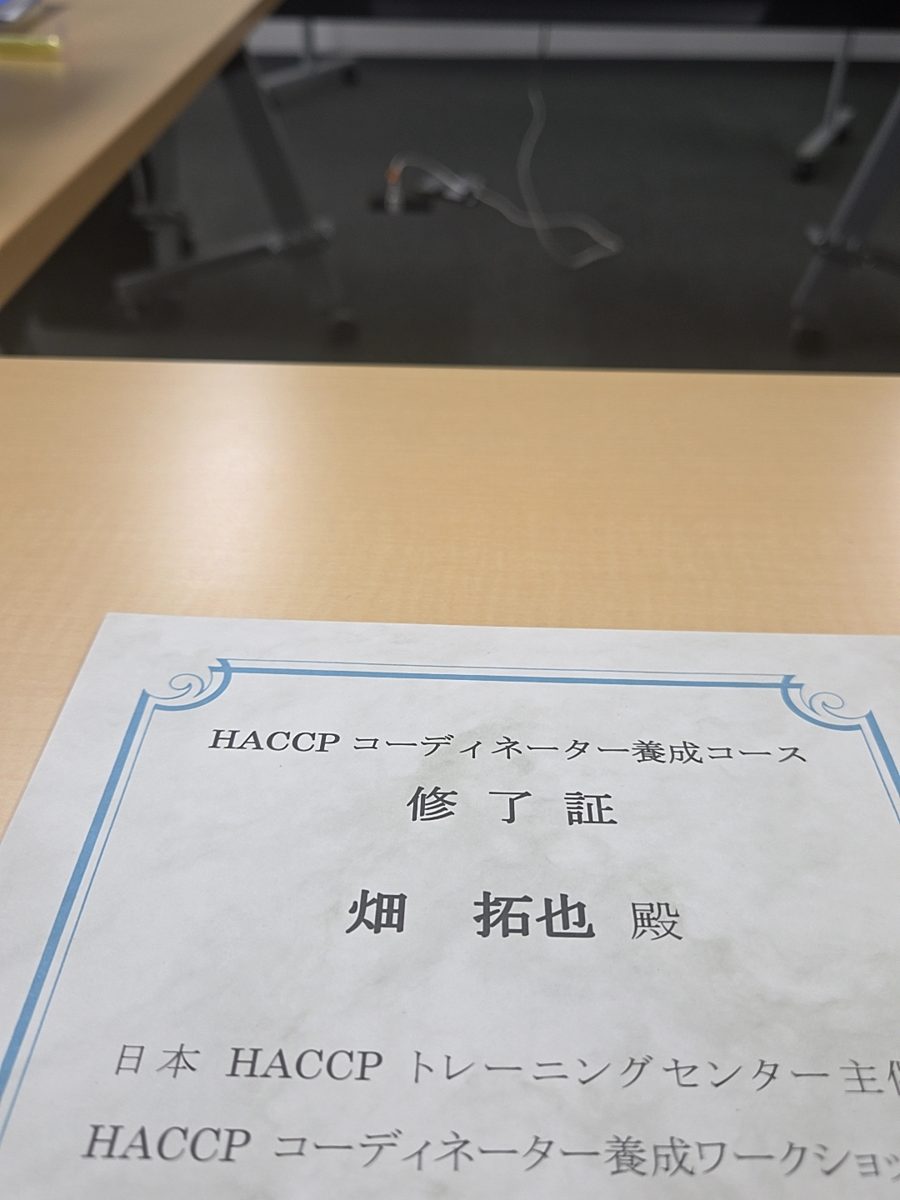 HACCP コーディネーター養成コース
修了証
畑 拓也 殿
日本 HACCP トレーニングセンター主
HACCP コーディネーター養成ワークショ